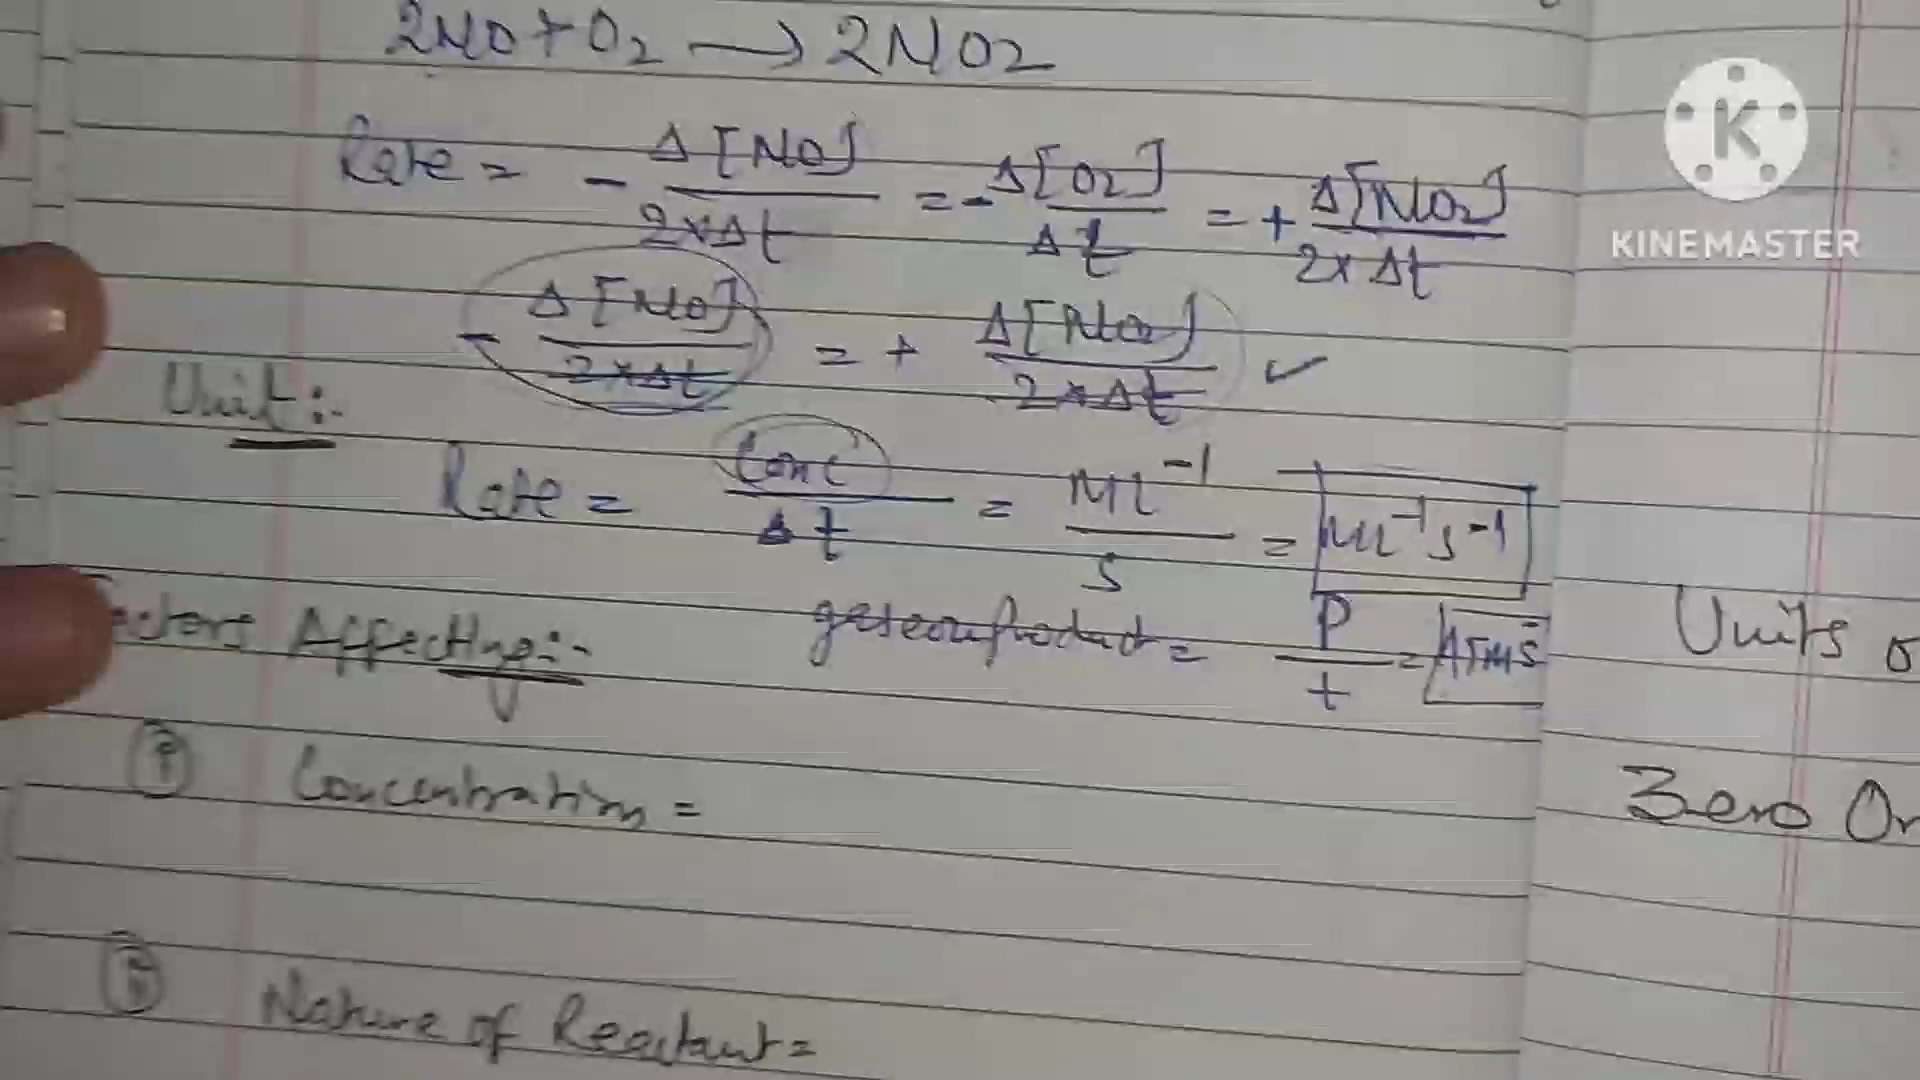 2NO + O2 → 2NO2
K
KINEMASTER
Rate = - Δ[NO] / 2×Δt = - Δ[O2] / Δt = + Δ[NO2] / 2×Δt
- Δ[NO] / 2×Δt = + Δ[NO2] / 2×Δt ✓
Unit :-
Rate = Conc / Δt = ML⁻¹ / S = ML⁻¹s⁻¹
= P / t = ATMS⁻
Affecting :-
① Concentration =
Nature of Reactant =
Units
Zero Or